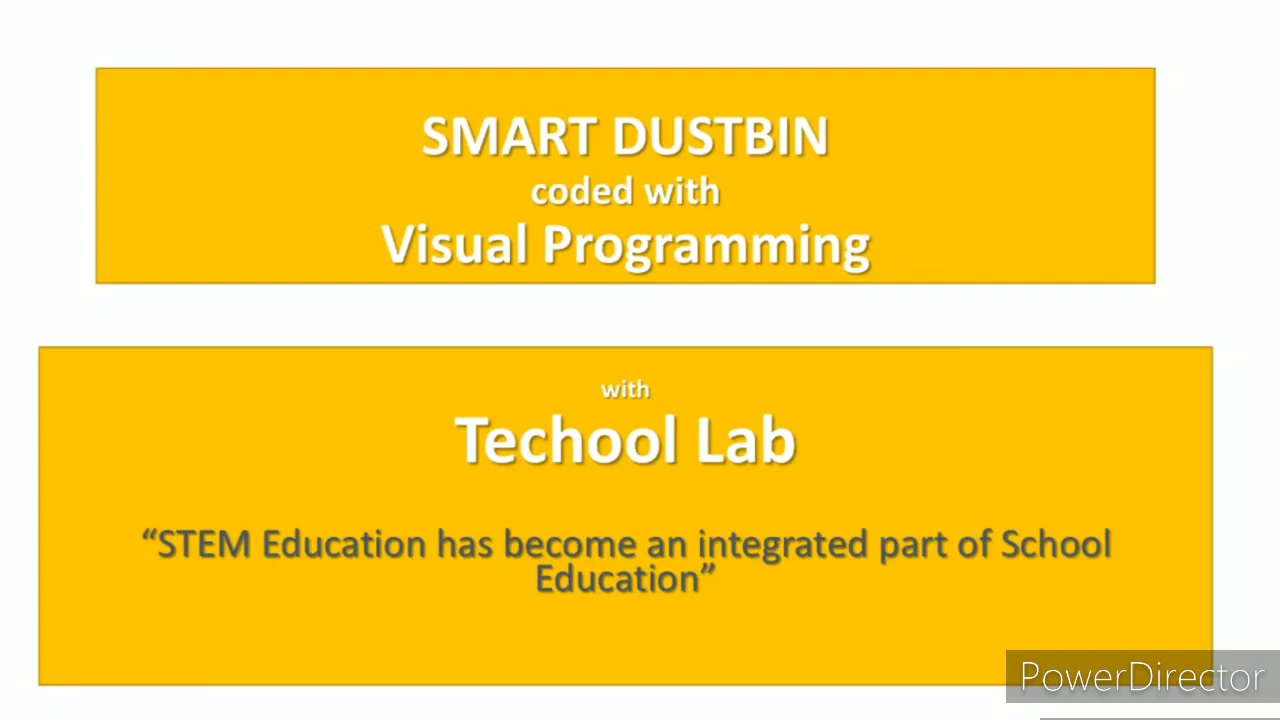 SMART DUSTBIN
coded with
Visual Programming
with
Techool Lab
“STEM Education has become an integrated part of School
Education”
PowerDirector